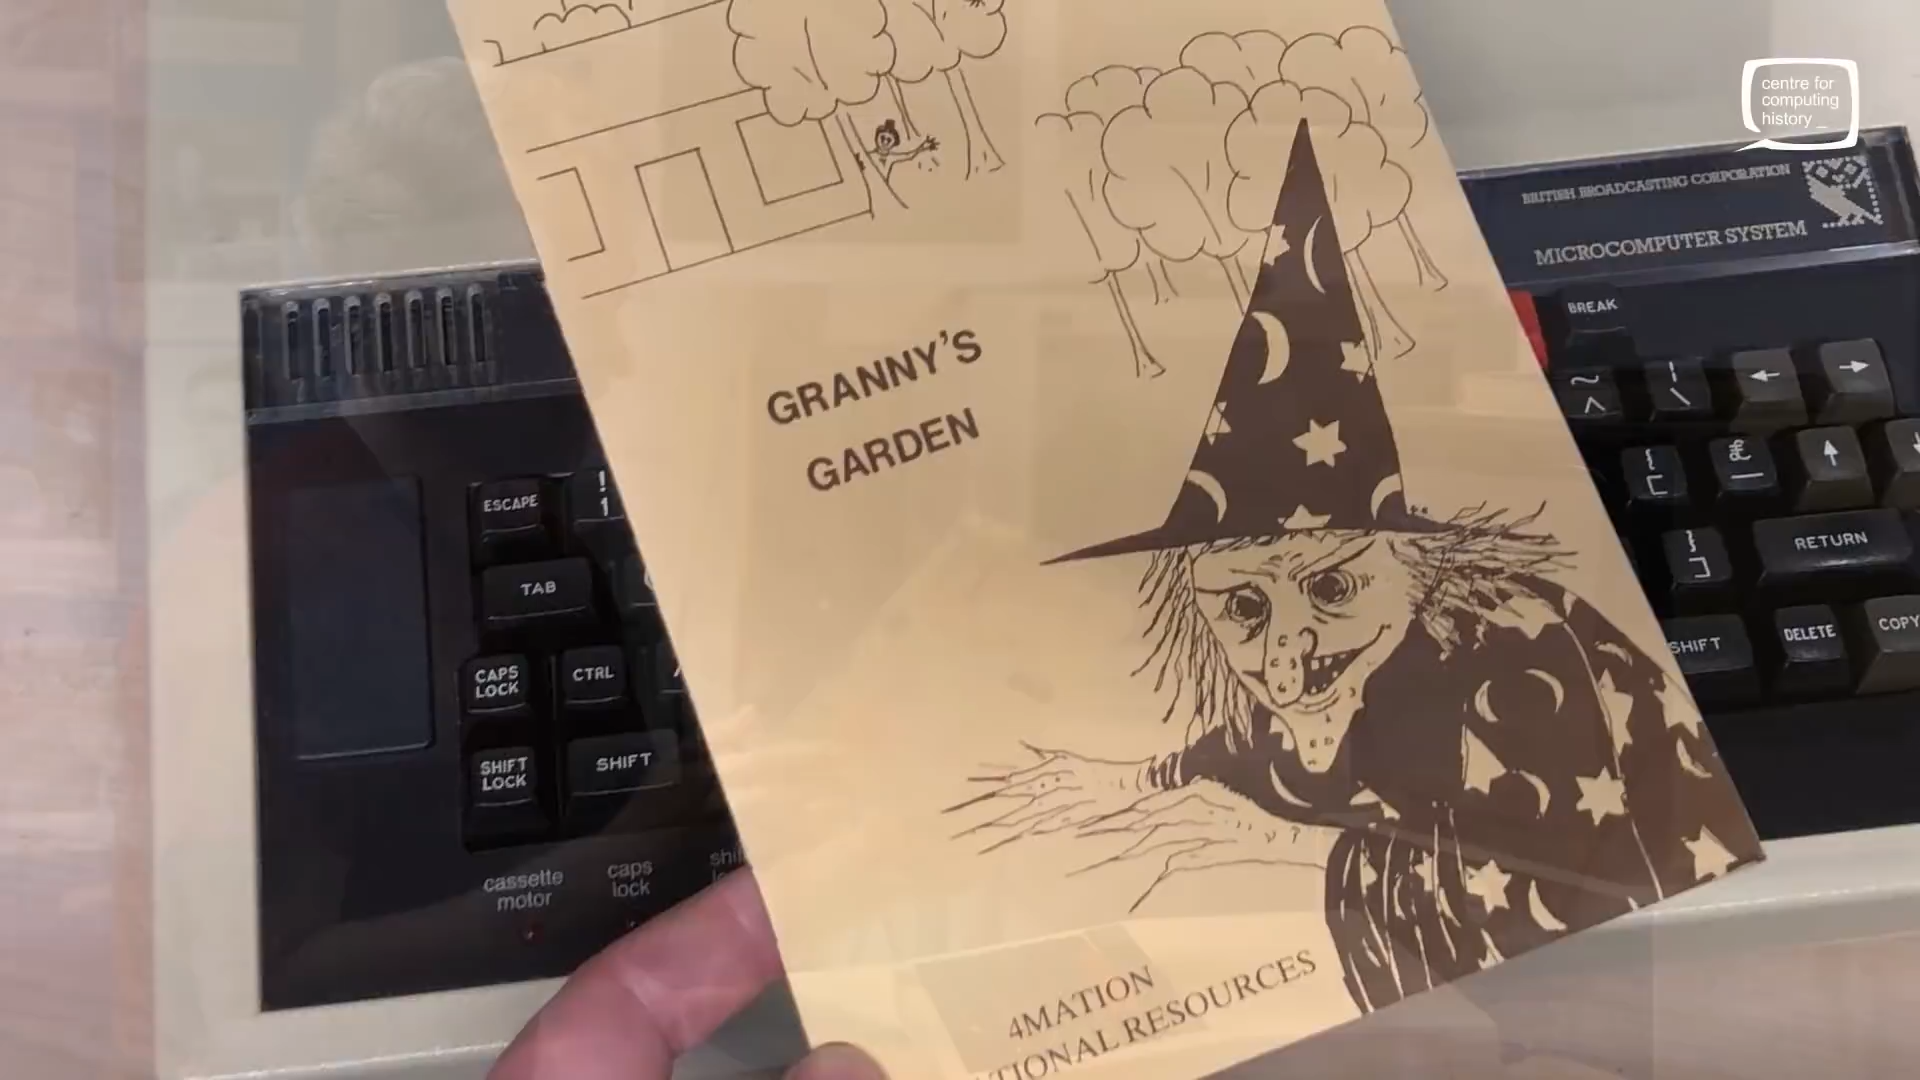 centre for
computing
history _
BRITISH BROADCASTING CORPORATION
MICROCOMPUTER SYSTEM
GRANNY'S
GARDEN
4MATION
TIONAL RESOURCES
ESCAPE
!
1
TAB
CAPS
LOCK
CTRL
SHIFT
LOCK
SHIFT
cassette
motor
caps
lock
BREAK
~
^
\
←
→
{
[
£
_
↑
}
]
RETURN
SHIFT
DELETE
COPY